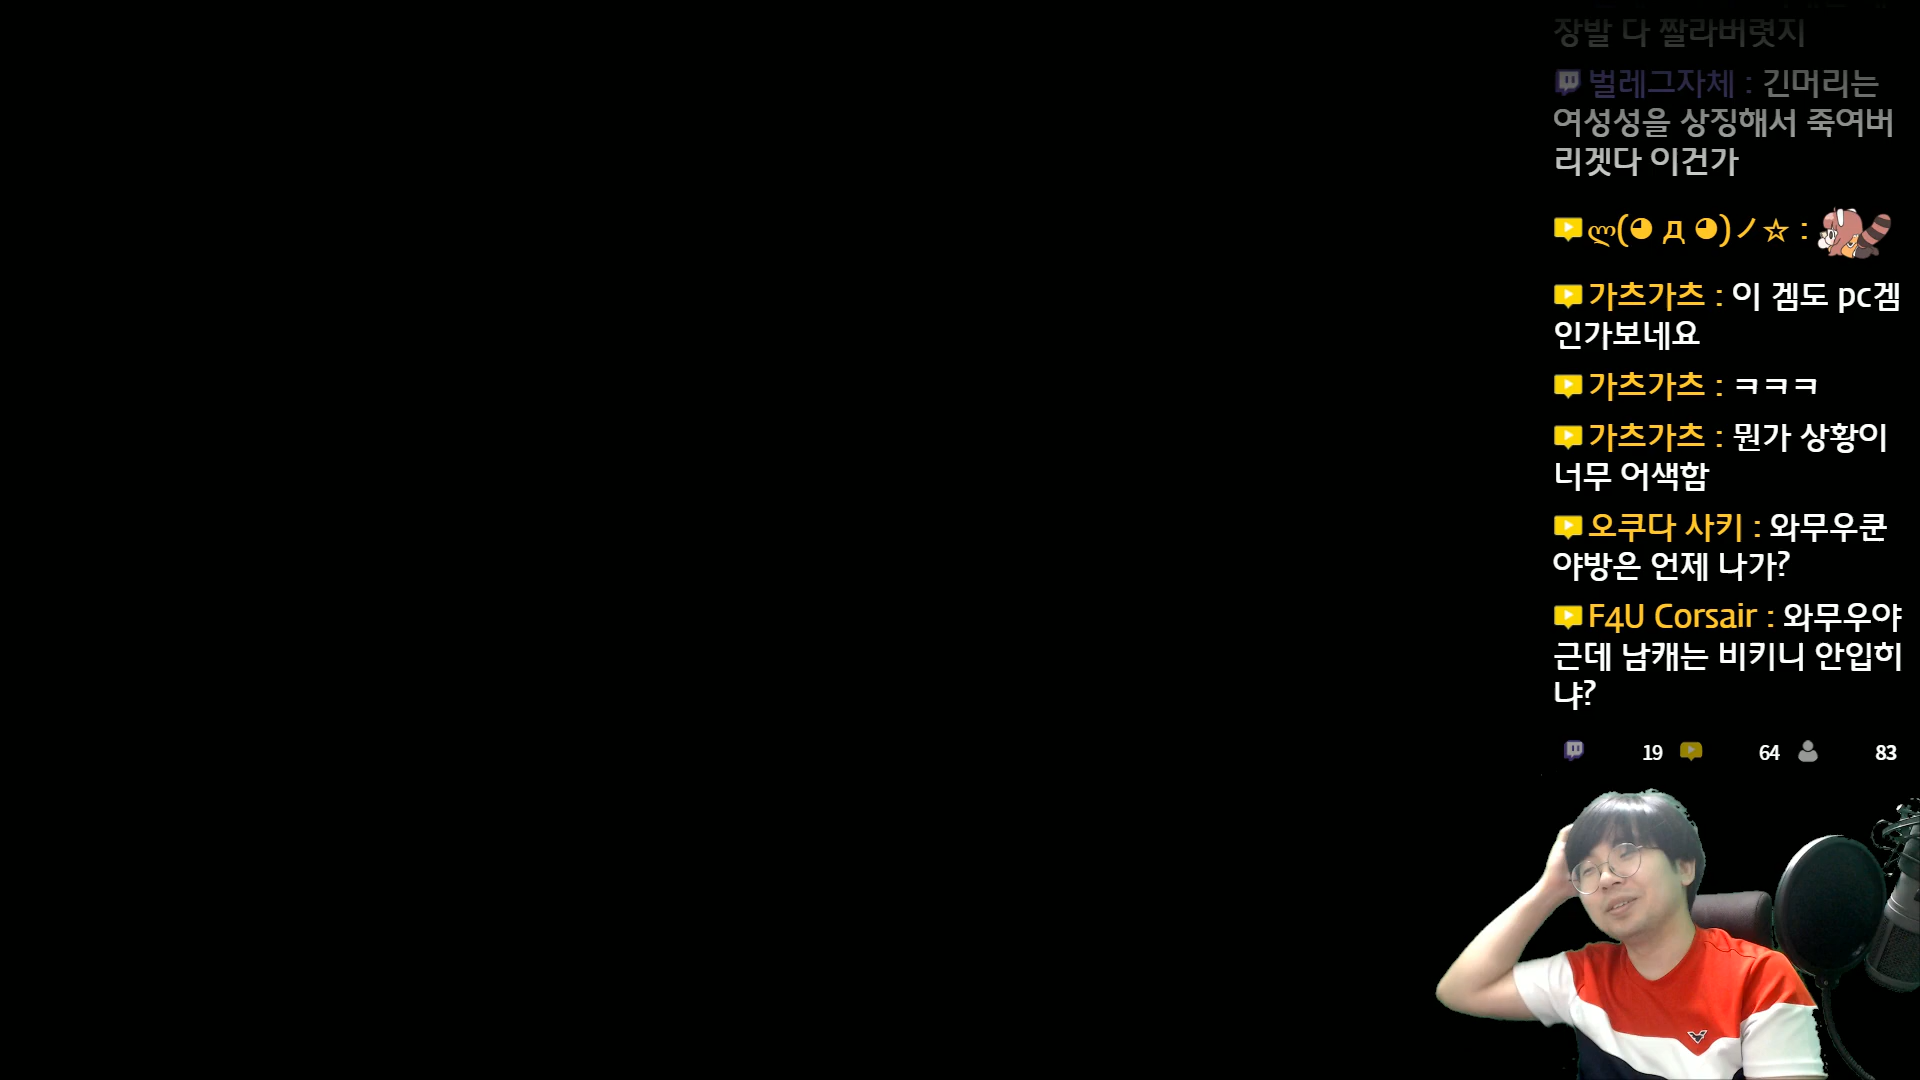 장발 다 짤라버렷지
벌레그자체 : 긴머리는
여성성을 상징해서 죽여버
리겟다 이건가
ლ(◕ д ◕)ノ☆ :
가츠가츠 : 이 겜도 pc겜
인가보네요
가츠가츠 : ㅋㅋㅋ
가츠가츠 : 뭔가 상황이
너무 어색함
오쿠다 사키 : 와무우쿤
야방은 언제 나가?
F4U Corsair : 와무우야
근데 남캐는 비키니 안입히
냐?
19 64 83